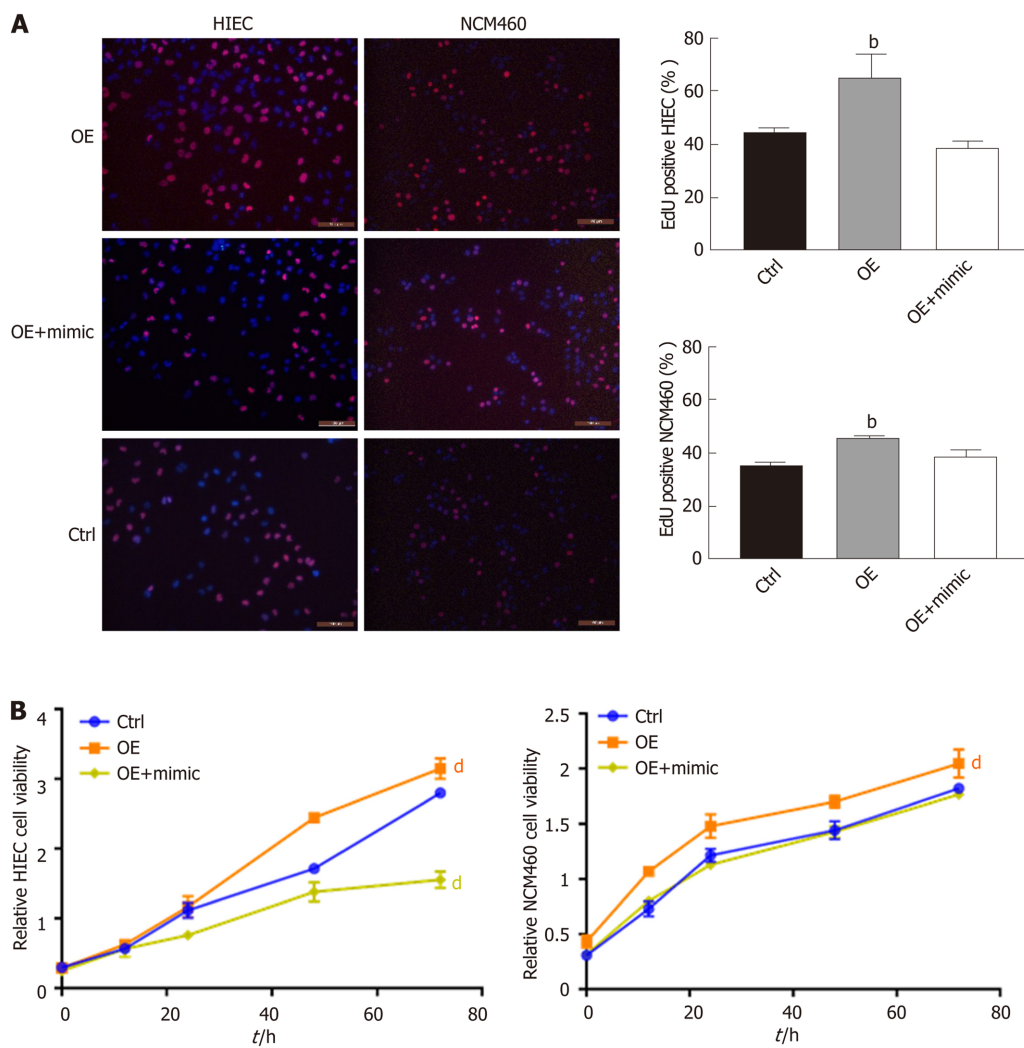 A
HIEC
NCM460
OE
OE+mimic
Ctrl
EdU positive HIEC (%)
80
60
40
20
0
b
Ctrl
OE
OE+mimic
EdU positive NCM460 (%)
80
60
40
20
0
b
Ctrl
OE
OE+mimic
B
Relative HIEC cell viability
4
3
2
1
0
Ctrl
OE
OE+mimic
d
d
0 20 40 60 80
t/h
Relative NCM460 cell viability
2.5
2
1.5
1
0.5
0
Ctrl
OE
OE+mimic
d
0 20 40 60 80
t/h